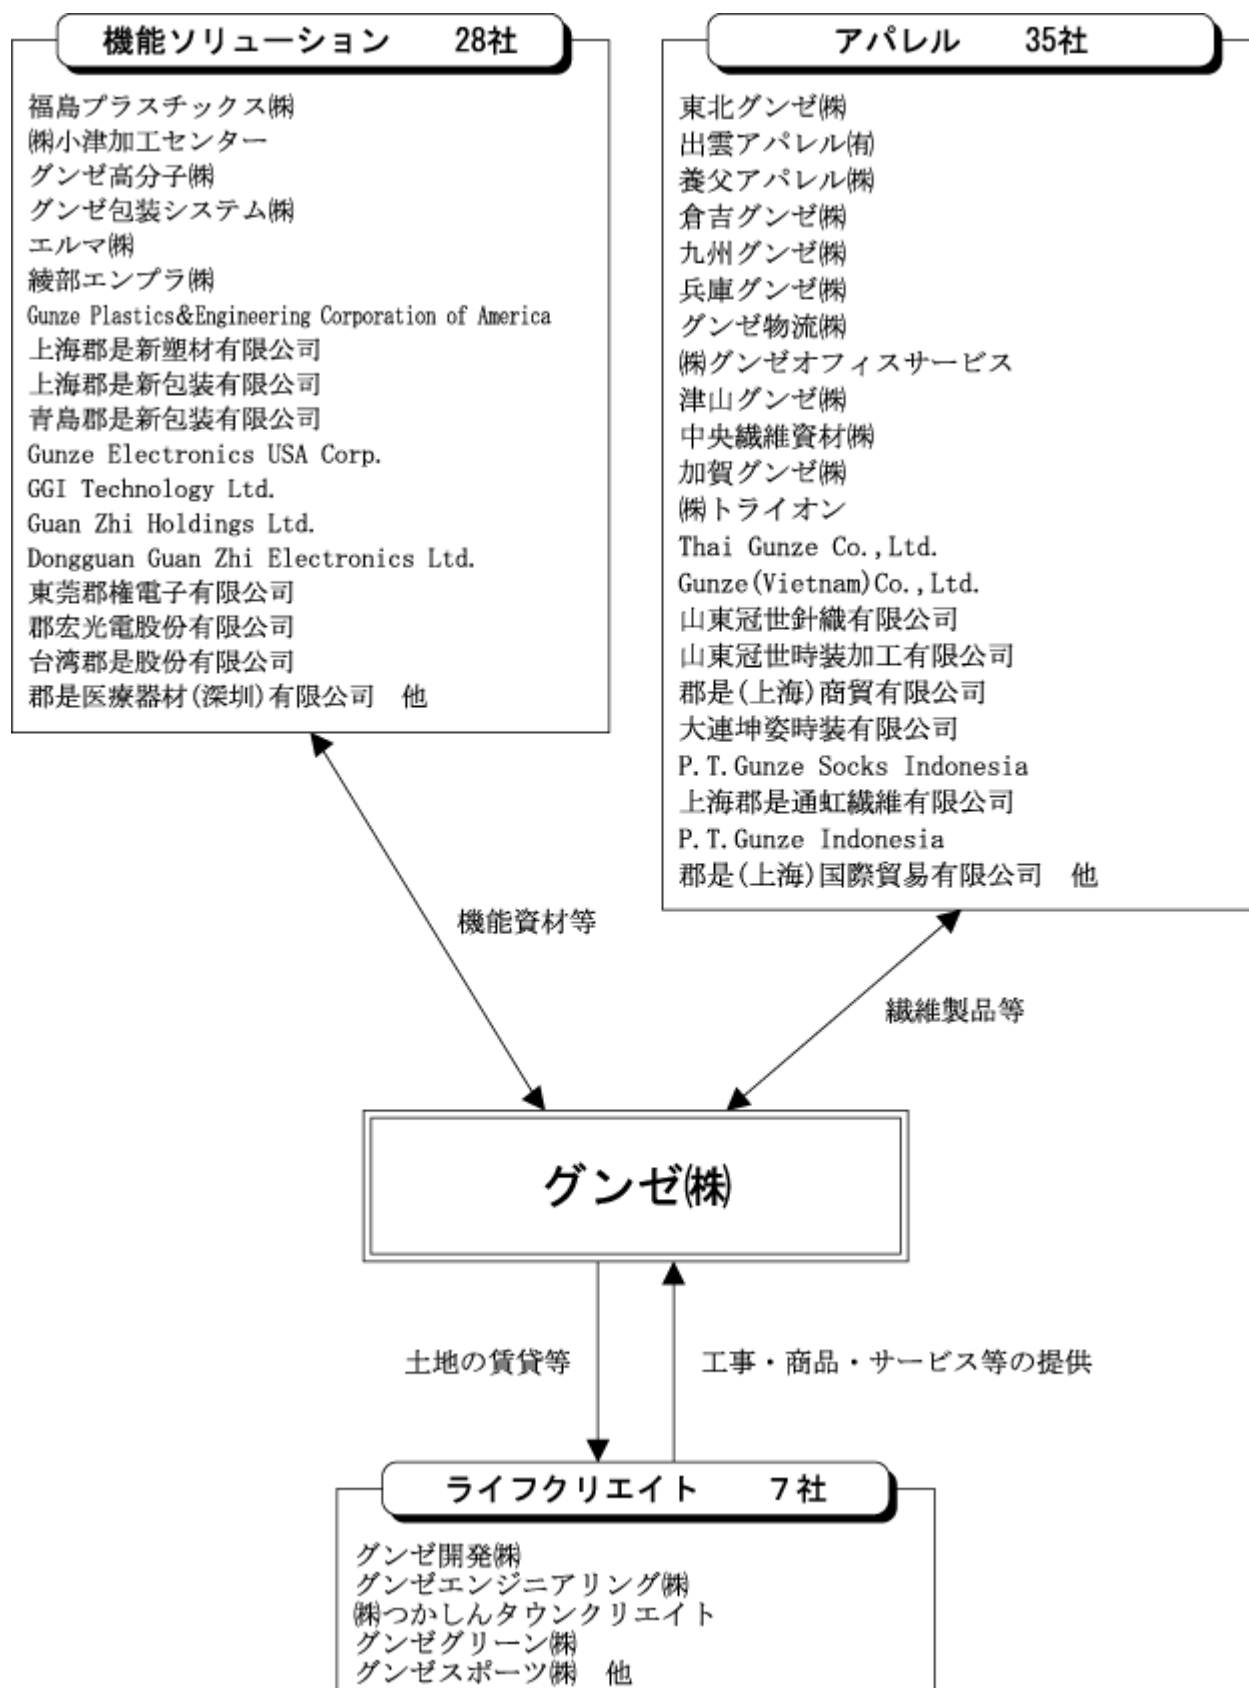 機能ソリューション 28社
福島プラスチックス㈱
㈱小津加工センター
グンゼ高分子㈱
グンゼ包装システム㈱
エルマ㈱
綾部エンプラ㈱
Gunze Plastics&Engineering Corporation of America
上海郡是新塑材有限公司
上海郡是新包装有限公司
青島郡是新包装有限公司
Gunze Electronics USA Corp.
GGI Technology Ltd.
Guan Zhi Holdings Ltd.
Dongguan Guan Zhi Electronics Ltd.
東莞郡権電子有限公司
郡宏光電股份有限公司
台湾郡是股份有限公司
郡是医療器材(深圳)有限公司 他
アパレル 35社
東北グンゼ㈱
出雲アパレル㈲
養父アパレル㈱
倉吉グンゼ㈱
九州グンゼ㈱
兵庫グンゼ㈱
グンゼ物流㈱
㈱グンゼオフィスサービス
津山グンゼ㈱
中央繊維資材㈱
加賀グンゼ㈱
㈱トライオン
Thai Gunze Co.,Ltd.
Gunze(Vietnam)Co.,Ltd.
山東冠世針織有限公司
山東冠世時装加工有限公司
郡是(上海)商貿有限公司
大連坤姿時装有限公司
P.T.Gunze Socks Indonesia
上海郡是通虹繊維有限公司
P.T.Gunze Indonesia
郡是(上海)国際貿易有限公司 他
機能資材等
繊維製品等
グンゼ㈱
土地の賃貸等
工事・商品・サービス等の提供
ライフクリエイト 7社
グンゼ開発㈱
グンゼエンジニアリング㈱
㈱つかしんタウンクリエイト
グンゼグリーン㈱
グンゼスポーツ㈱ 他